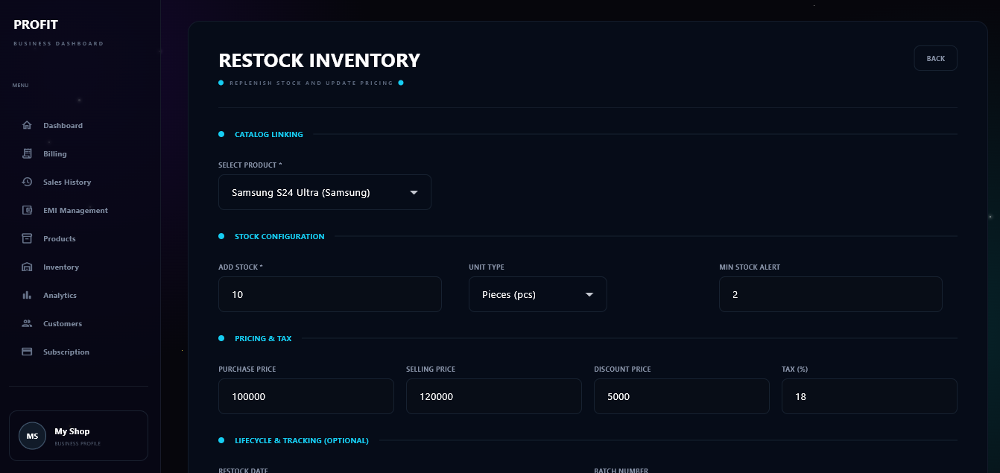 PROFIT
BUSINESS DASHBOARD
MENU
Dashboard
Billing
Sales History
EMI Management
Products
Inventory
Analytics
Customers
Subscription
MS
My Shop
BUSINESS PROFILE
RESTOCK INVENTORY
BACK
REPLENISH STOCK AND UPDATE PRICING
CATALOG LINKING
SELECT PRODUCT *
Samsung S24 Ultra (Samsung)
STOCK CONFIGURATION
ADD STOCK * UNIT TYPE MIN STOCK ALERT
10 Pieces (pcs) 2
PRICING & TAX
PURCHASE PRICE SELLING PRICE DISCOUNT PRICE TAX (%)
100000 120000 5000 18
LIFECYCLE & TRACKING (OPTIONAL)
RESTOCK DATE BATCH NUMBER